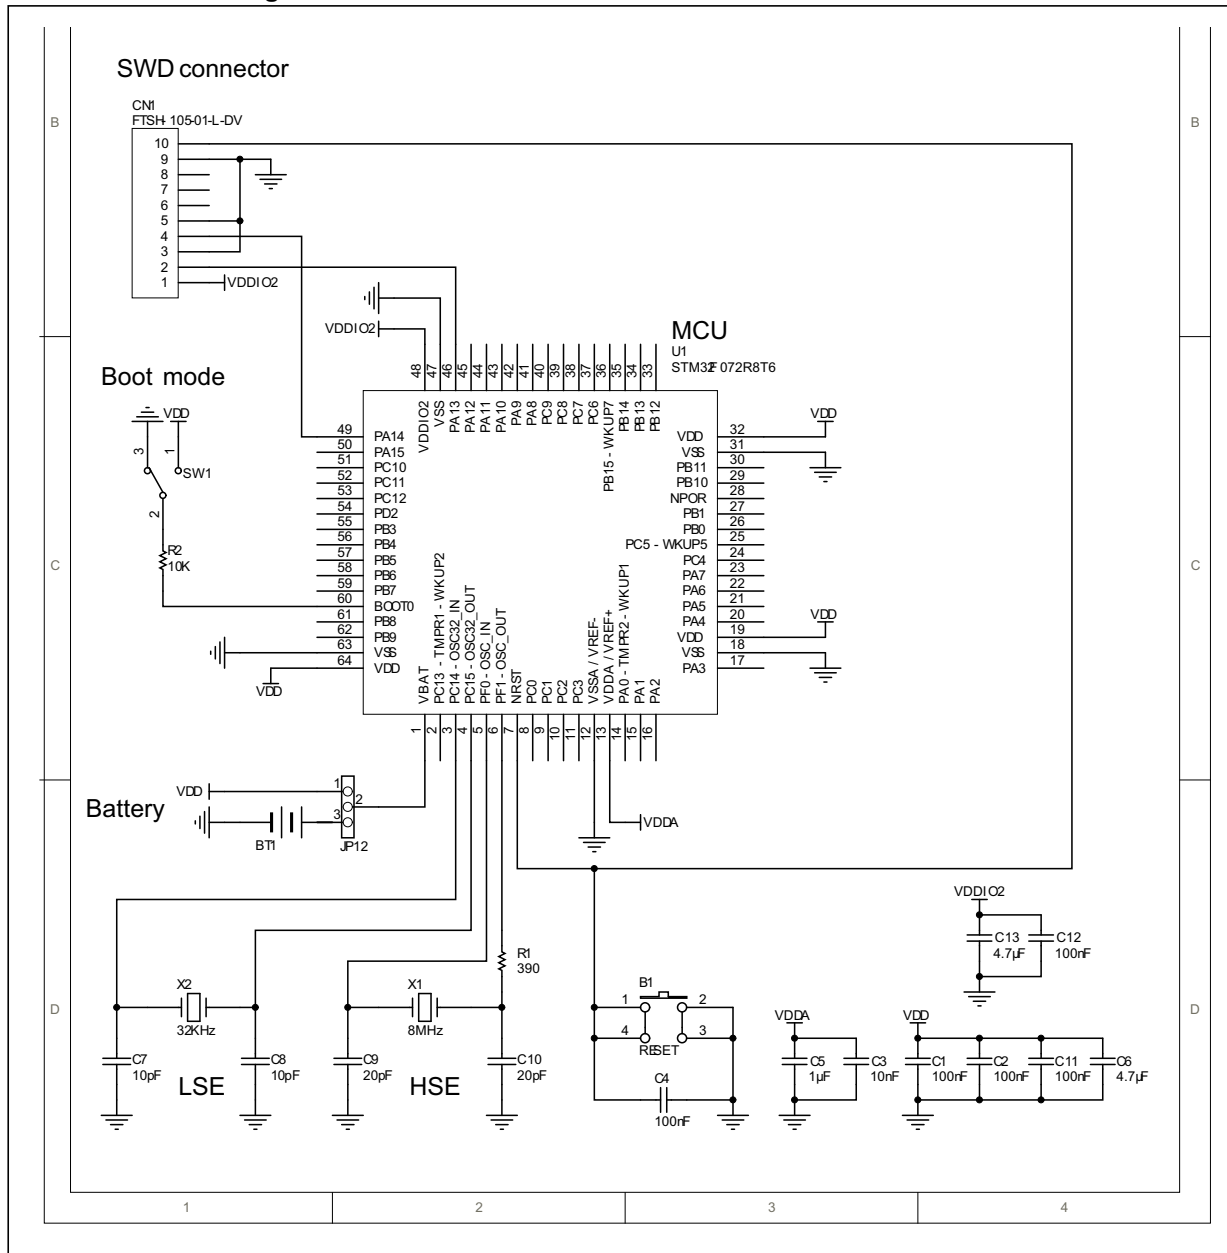 SWD connector
CN1
FTSH- 105-01-L-DV
B
B
10
9
8
7
6
5
4
3
2
1
VDDIO2
VDDIO2
MCU
U1
STM32F 072R8T6
Boot mode
VDD
3
1
SW1
2
R2
10K
48
47
46
45
44
43
42
41
40
39
38
37
36
35
34
33
VDDIO2
VSS
PA13
PA12
PA11
PA10
PA9
PA8
PC9
PC8
PC7
PC6
PB15 - WKUP7
PB14
PB13
PB12
49 PA14
50 PA15
51 PC10
52 PC11
53 PC12
54 PD2
55 PB3
56 PB4
57 PB5
58 PB6
59 PB7
60 BOOT0
61 PB8
62 PB9
63 VSS
64 VDD
VDD
VDD 32
VSS 31
PB11 30
PB10 29
NPOR 28
PB1 27
PB0 26
PC5 - WKUP5 25
PC4 24
PA7 23
PA6 22
PA5 21
PA4 20
VDD 19
VSS 18
PA3 17
VDD
VDD
C
C
VBAT
PC13 - TMPR1 - WKUP2
PC14 - OSC32_IN
PC15 - OSC32_OUT
PF0 - OSC_IN
PF1 - OSC_OUT
NRST
PC0
PC1
PC2
PC3
VSSA / VREF-
VDDA / VREF+
PA0 - TMPR2 - WKUP1
PA1
PA2
1
2
3
4
5
6
7
8
9
10
11
12
13
14
15
16
Battery
VDD
BT1
1
2
3
JP12
VDDA
R1
390
X2
32KHz
C7
10pF
C8
10pF
LSE
X1
8MHz
C9
20pF
C10
20pF
HSE
B1
1
2
4
3
RESET
C4
100nF
VDDIO2
C13
4.7µF
C12
100nF
VDDA
C5
1µF
C3
10nF
VDD
C1
100nF
C2
100nF
C11
100nF
C6
4.7µF
D
D
1
2
3
4